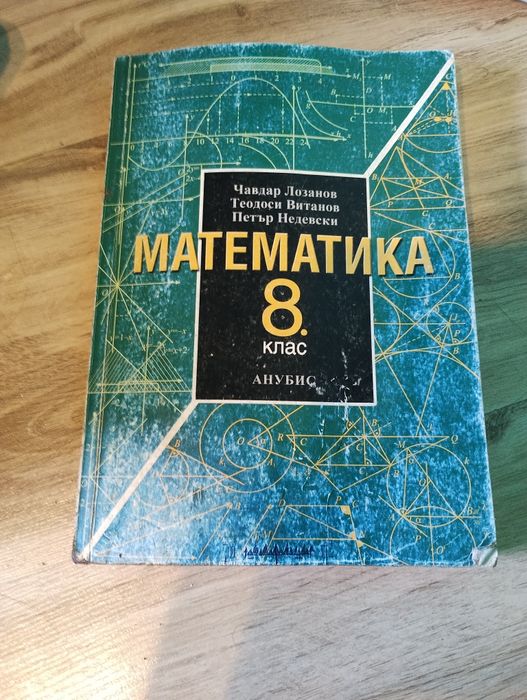 Чавдар Лозанов
Теодоси Витанов
Петър Недевски
МАТЕМАТИКА
8.
клас
АНУБИС